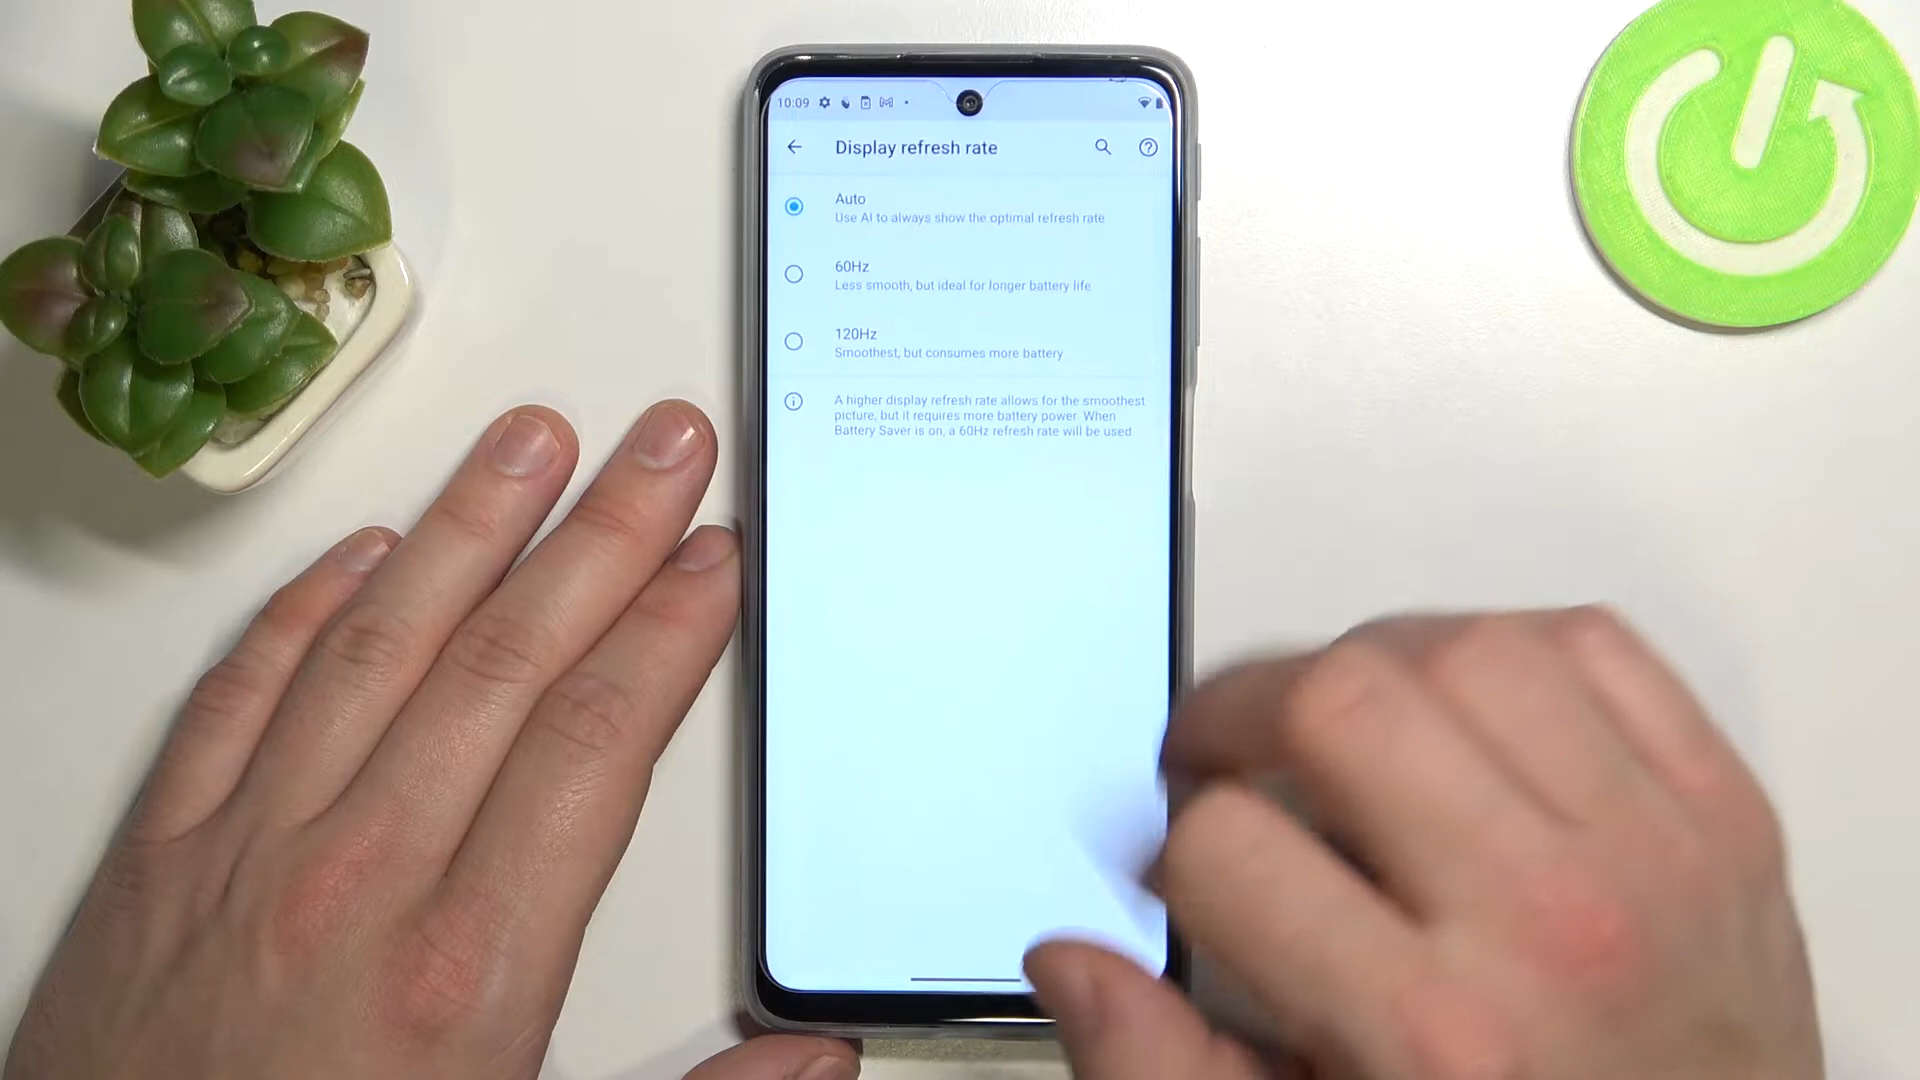 10:09
Display refresh rate
Auto
Use AI to always show the optimal refresh rate
60Hz
Less smooth, but ideal for longer battery life
120Hz
Smoothest, but consumes more battery
A higher display refresh rate allows for the smoothest
picture, but it requires more battery power. When
Battery Saver is on, a 60Hz refresh rate will be used